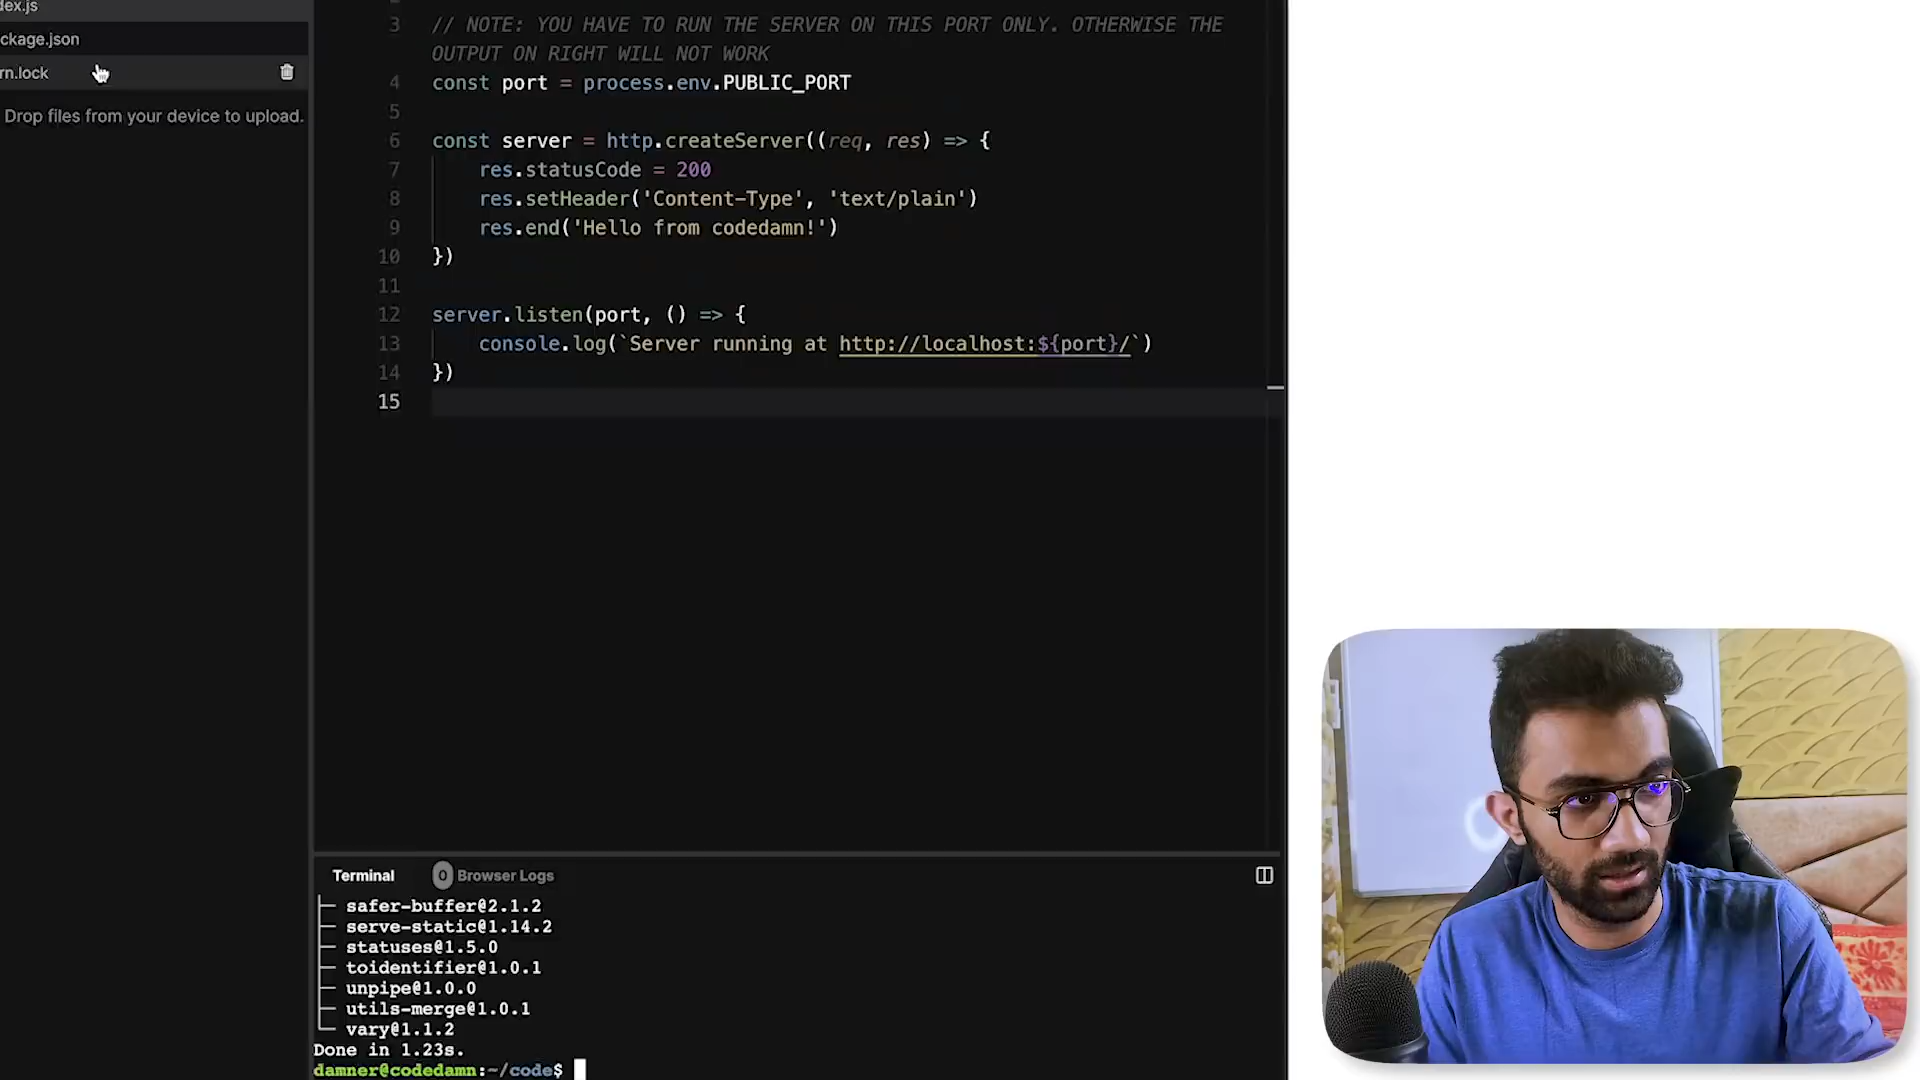 dex.js
ckage.json
rn.lock
Drop files from your device to upload.
3 // NOTE: YOU HAVE TO RUN THE SERVER ON THIS PORT ONLY. OTHERWISE THE
OUTPUT ON RIGHT WILL NOT WORK
4 const port = process.env.PUBLIC_PORT
5
6 const server = http.createServer((req, res) => {
7 res.statusCode = 200
8 res.setHeader('Content-Type', 'text/plain')
9 res.end('Hello from codedamn!')
10 })
11
12 server.listen(port, () => {
13 console.log(`Server running at http://localhost:${port}/`)
14 })
15
Terminal 0 Browser Logs
├─ safer-buffer@2.1.2
├─ serve-static@1.14.2
├─ statuses@1.5.0
├─ toidentifier@1.0.1
├─ unpipe@1.0.0
├─ utils-merge@1.0.1
└─ vary@1.1.2
Done in 1.23s.
damner@codedamn:~/code$